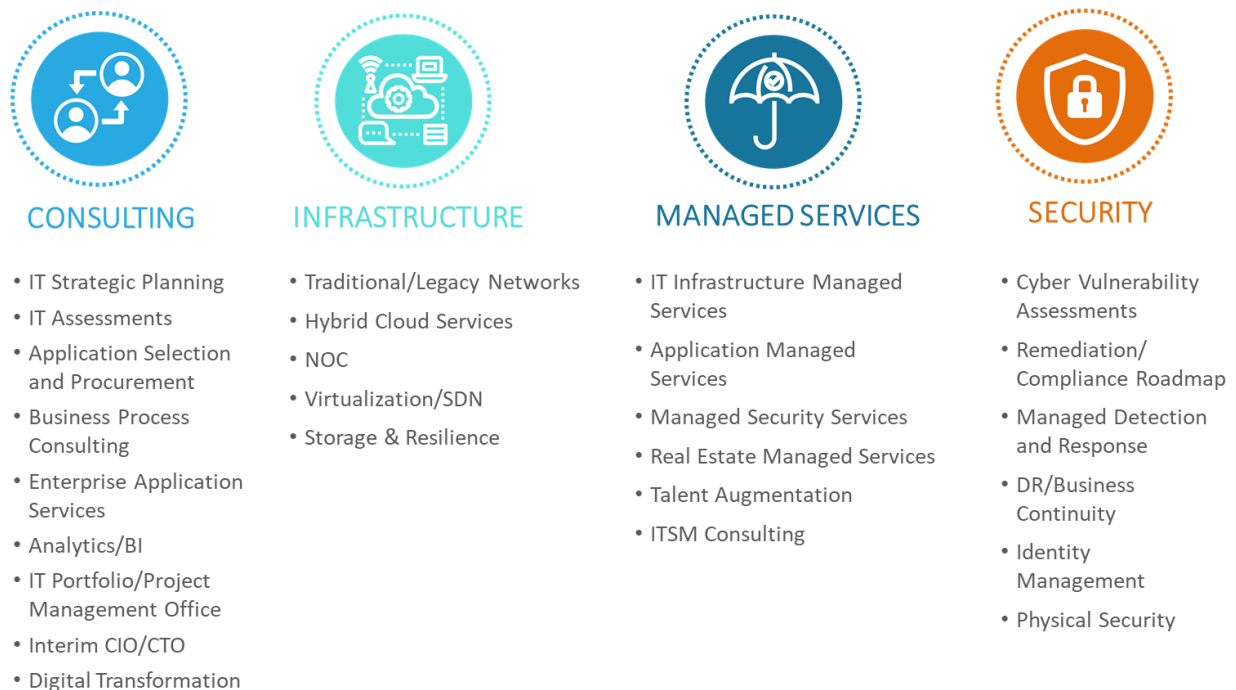 CONSULTING
• IT Strategic Planning
• IT Assessments
• Application Selection
and Procurement
• Business Process
Consulting
• Enterprise Application
Services
• Analytics/BI
• IT Portfolio/Project
Management Office
• Interim CIO/CTO
• Digital Transformation
INFRASTRUCTURE
• Traditional/Legacy Networks
• Hybrid Cloud Services
• NOC
• Virtualization/SDN
• Storage & Resilience
MANAGED SERVICES
• IT Infrastructure Managed
Services
• Application Managed
Services
• Managed Security Services
• Real Estate Managed Services
• Talent Augmentation
• ITSM Consulting
SECURITY
• Cyber Vulnerability
Assessments
• Remediation/
Compliance Roadmap
• Managed Detection
and Response
• DR/Business
Continuity
• Identity
Management
• Physical Security